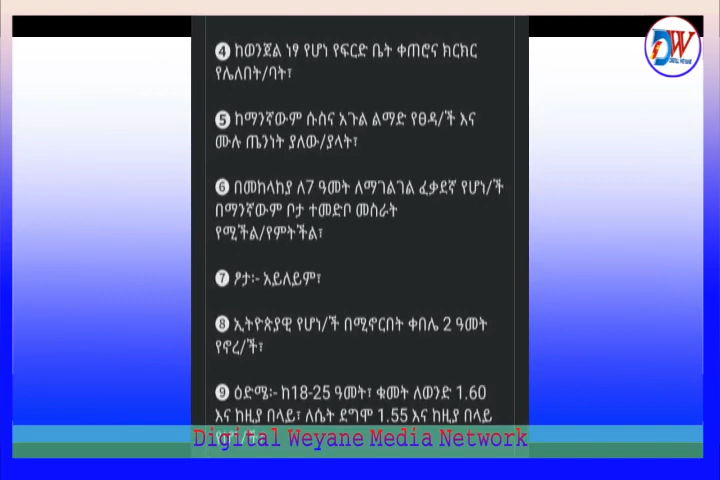 ❹ ከወንጀል ነፃ የሆነ የፍርድ ቤት ቀጠሮና ክርክር
የሌለበት/ባት፣
❺ ከማንኛውም ሱስና አጉል ልማድ የፀዳ/ች እና
ሙሉ ጤንነት ያለው/ያላት፣
❻ በመከላከያ ለ7 ዓመት ለማገልገል ፈቃደኛ የሆነ/ች
በማንኛውም ቦታ ተመድቦ መስራት
የሚችል/የምትችል፣
❼ ፆታ፡- አይለይም፣
❽ ኢትዮጵያዊ የሆነ/ች በሚኖርበት ቀበሌ 2 ዓመት
የኖረ/ች፣
❾ ዕድሜ፡- ከ18-25 ዓመት፣ ቁመት ለወንድ 1.60
እና ከዚያ በላይ፣ ለሴት ደግሞ 1.55 እና ከዚያ በላይ
Digital Weyane Media Network
DW
DIGITAL WEYANE